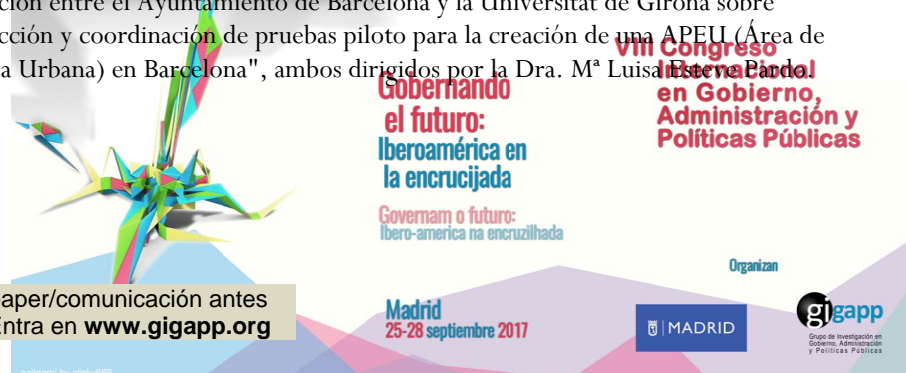 ción entre el Ayuntamiento de Barcelona y la Universitat de Girona sobre
cción y coordinación de pruebas piloto para la creación de una APEU (Área de
a Urbana) en Barcelona", ambos dirigidos por la Dra. Mª Luisa Esteve Pardo.
VIII Congreso
Internacional
en Gobierno,
Administración y
Políticas Públicas
Gobernando
el futuro:
Iberoamérica en
la encrucijada
Governam o futuro:
Ibero-america na encruzilhada
Organizan
aper/comunicación antes
Entra en www.gigapp.org
Madrid
25-28 septiembre 2017
MADRID
gigapp
Grupo de Investigación en
Gobierno, Administración
y Políticas Públicas